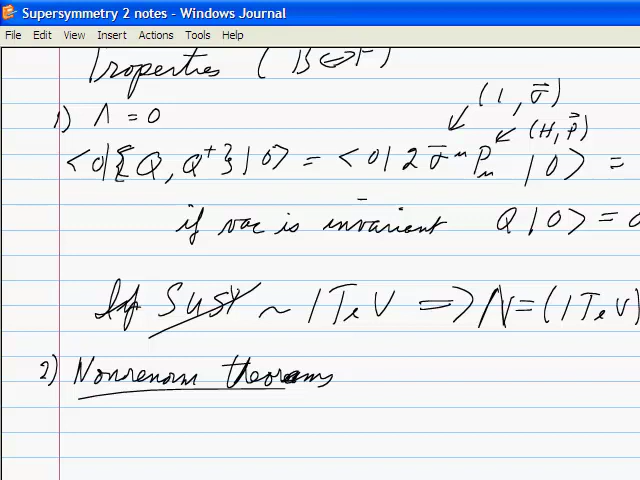 Supersymmetry 2 notes - Windows Journal
File Edit View Insert Actions Tools Help
Properties ( B⇔F)
(1, σ⃗)
1) Λ = 0
(H, p⃗)
<0|{Q, Q†}|0> = <0|2 σ̄^μ P_μ |0> =
if vac is invariant Q|0> = 0
If SUSY ~ 1 TeV ⟹ Λ = (1 TeV)
2) Nonrenorm theorems